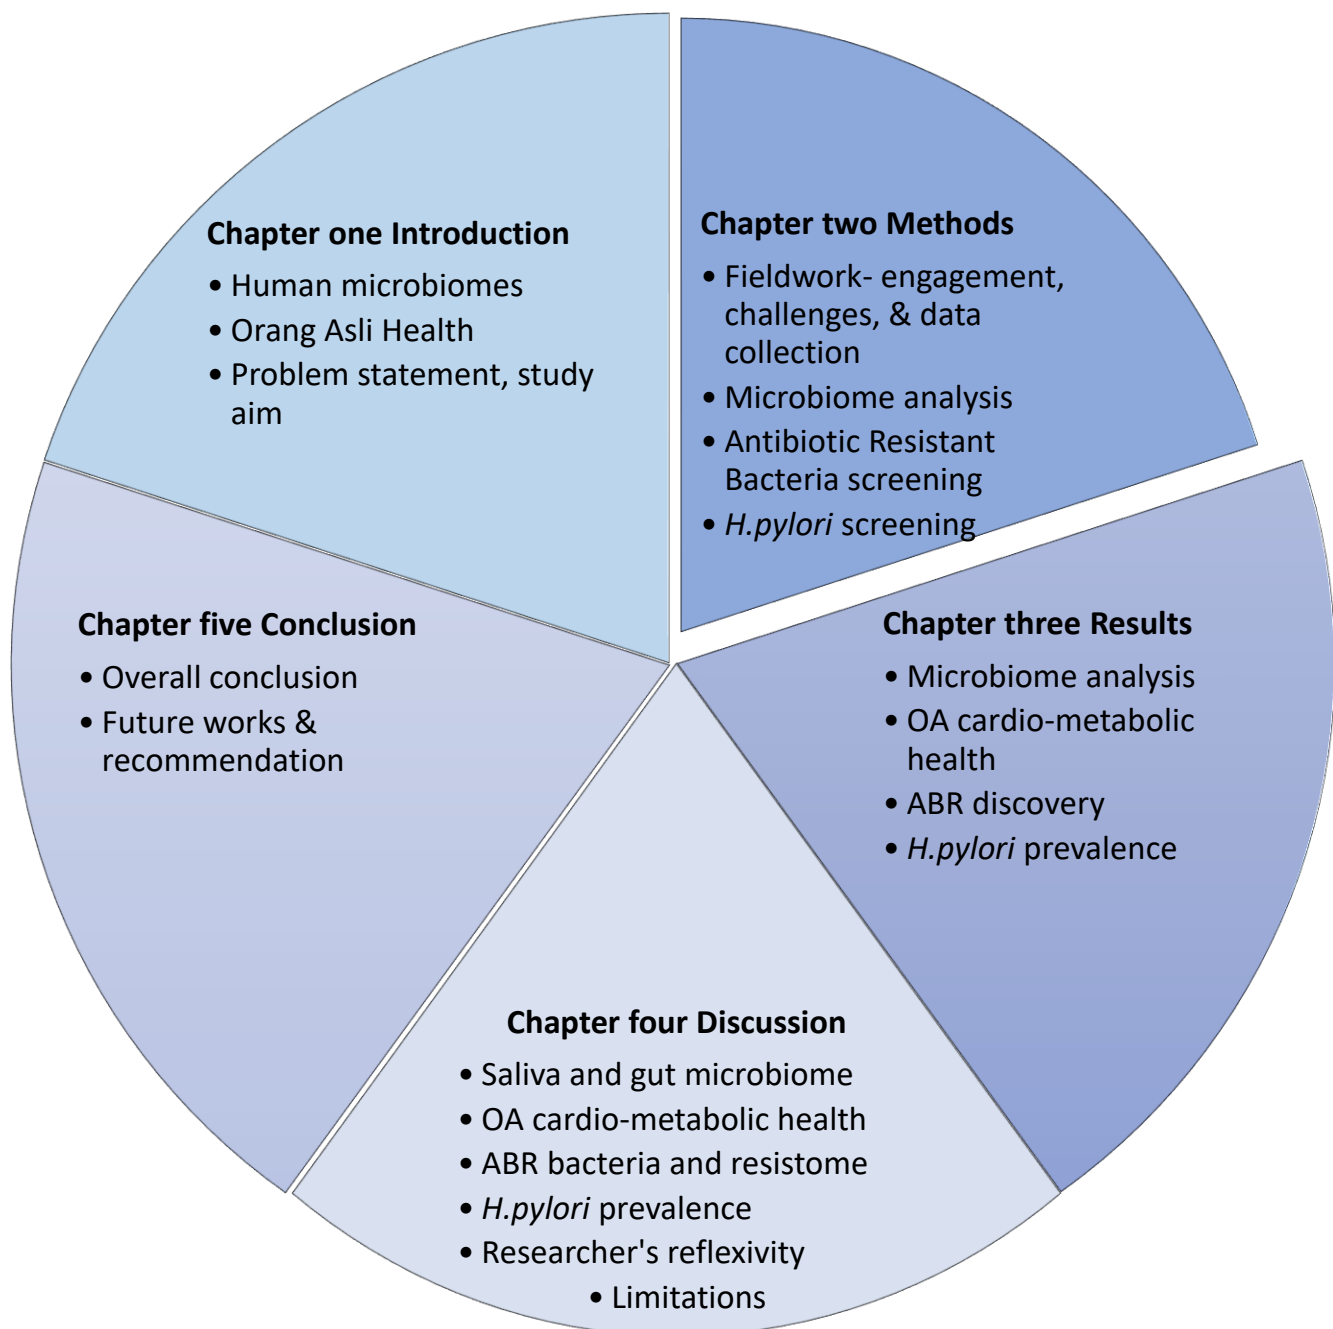 Chapter one Introduction
• Human microbiomes
• Orang Asli Health
• Problem statement, study
aim
Chapter two Methods
• Fieldwork- engagement,
challenges, & data
collection
• Microbiome analysis
• Antibiotic Resistant
Bacteria screening
• H.pylori screening
Chapter three Results
• Microbiome analysis
• OA cardio-metabolic
health
• ABR discovery
• H.pylori prevalence
Chapter four Discussion
• Saliva and gut microbiome
• OA cardio-metabolic health
• ABR bacteria and resistome
• H.pylori prevalence
• Researcher's reflexivity
• Limitations
Chapter five Conclusion
• Overall conclusion
• Future works &
recommendation